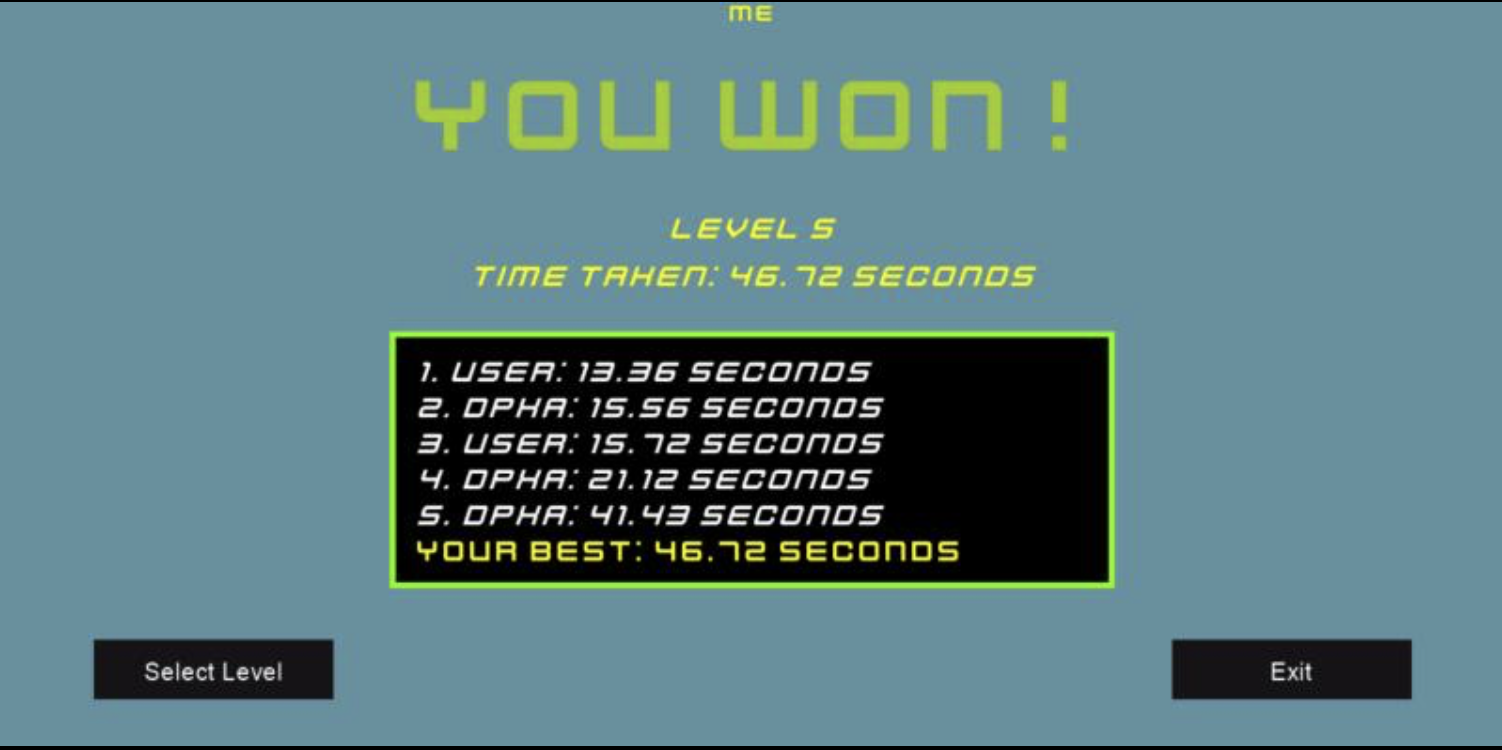 ME
YOU WON !
LEVEL 5
TIME TAKEN: 46.72 SECONDS
1. USER: 13.36 SECONDS
2. DPHA: 15.56 SECONDS
3. USER: 15.72 SECONDS
4. DPHA: 21.12 SECONDS
5. DPHA: 41.43 SECONDS
YOUR BEST: 46.72 SECONDS
Select Level
Exit